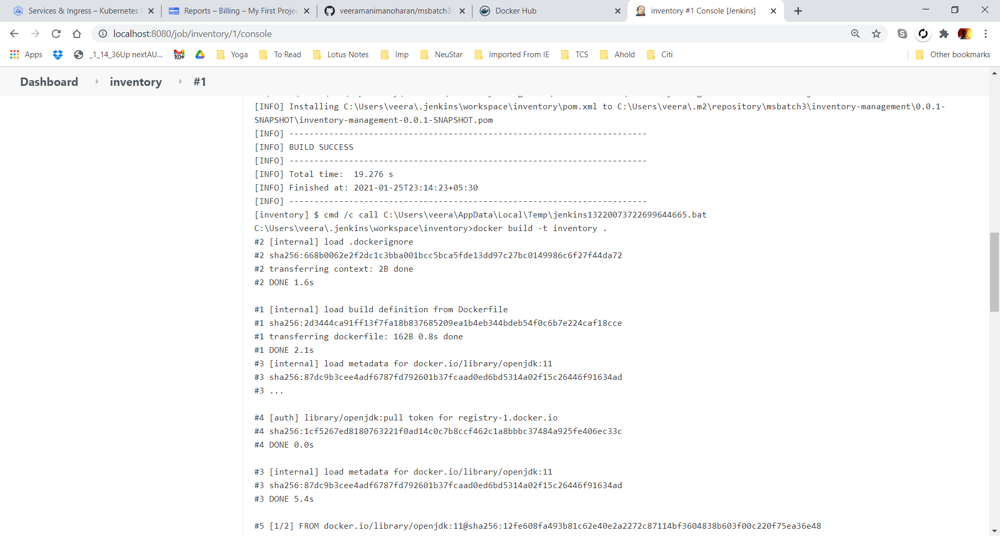 Services & Ingress – Kubernetes
Reports – Billing – My First Projec
veeramanimanoharan/msbatch3-
Docker Hub
inventory #1 Console [Jenkins]
localhost:8080/job/inventory/1/console
Apps
_1_14_36Up nextAU...
100+
Yoga
To Read
Lotus Notes
Imp
NeuStar
Imported From IE
TCS
Ahold
Citi
Other bookmarks
Dashboard
inventory
#1
[INFO] Installing C:\Users\veera\.jenkins\workspace\inventory\pom.xml to C:\Users\veera\.m2\repository\msbatch3\inventory-management\0.0.1-
SNAPSHOT\inventory-management-0.0.1-SNAPSHOT.pom
[INFO] ------------------------------------------------------------------------
[INFO] BUILD SUCCESS
[INFO] ------------------------------------------------------------------------
[INFO] Total time:  19.276 s
[INFO] Finished at: 2021-01-25T23:14:23+05:30
[INFO] ------------------------------------------------------------------------
[inventory] $ cmd /c call C:\Users\veera\AppData\Local\Temp\jenkins13220073722699644665.bat
C:\Users\veera\.jenkins\workspace\inventory>docker build -t inventory .
#2 [internal] load .dockerignore
#2 sha256:668b0062e2f2dc1c3bba001bcc5bca5fde13dd97c27bc0149986c6f27f44da72
#2 transferring context: 2B done
#2 DONE 1.6s
#1 [internal] load build definition from Dockerfile
#1 sha256:2d3444ca91ff13f7fa18b837685209ea1b4eb344bdeb54f0c6b7e224caf18cce
#1 transferring dockerfile: 162B 0.8s done
#1 DONE 2.1s
#3 [internal] load metadata for docker.io/library/openjdk:11
#3 sha256:87dc9b3cee4adf6787fd792601b37fcaad0ed6bd5314a02f15c26446f91634ad
#3 ...
#4 [auth] library/openjdk:pull token for registry-1.docker.io
#4 sha256:1cf5267ed8180763221f0ad14c0c7b8ccf462c1a8bbbc37484a925fe406ec33c
#4 DONE 0.0s
#3 [internal] load metadata for docker.io/library/openjdk:11
#3 sha256:87dc9b3cee4adf6787fd792601b37fcaad0ed6bd5314a02f15c26446f91634ad
#3 DONE 5.4s
#5 [1/2] FROM docker.io/library/openjdk:11@sha256:12fe608fa493b81c62e40e2a2272c87114bf3604838b603f00c220f75ea36e48